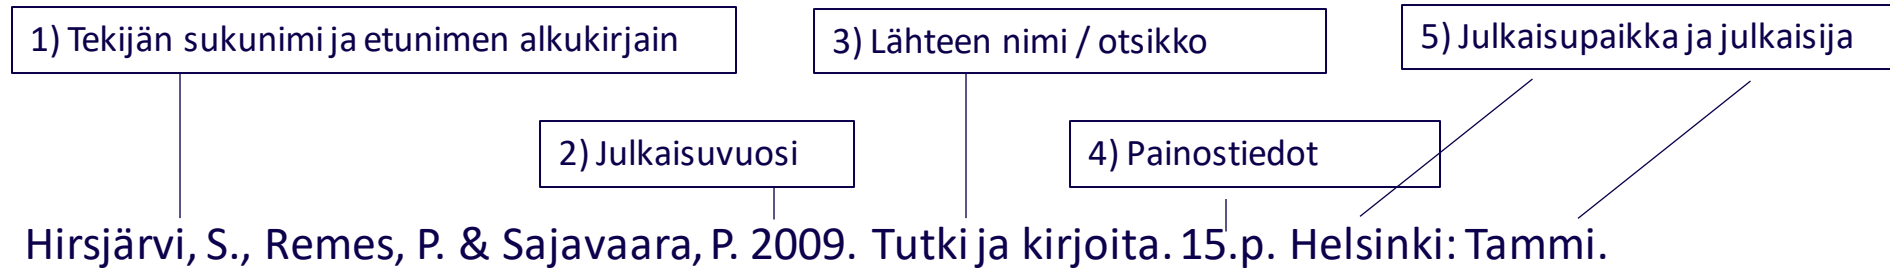 1) Tekijän sukunimi ja etunimen alkukirjain
3) Lähteen nimi / otsikko
5) Julkaisupaikka ja julkaisija
2) Julkaisuvuosi
4) Painostiedot
Hirsjärvi, S., Remes, P. & Sajavaara, P. 2009. Tutki ja kirjoita. 15.p. Helsinki: Tammi.